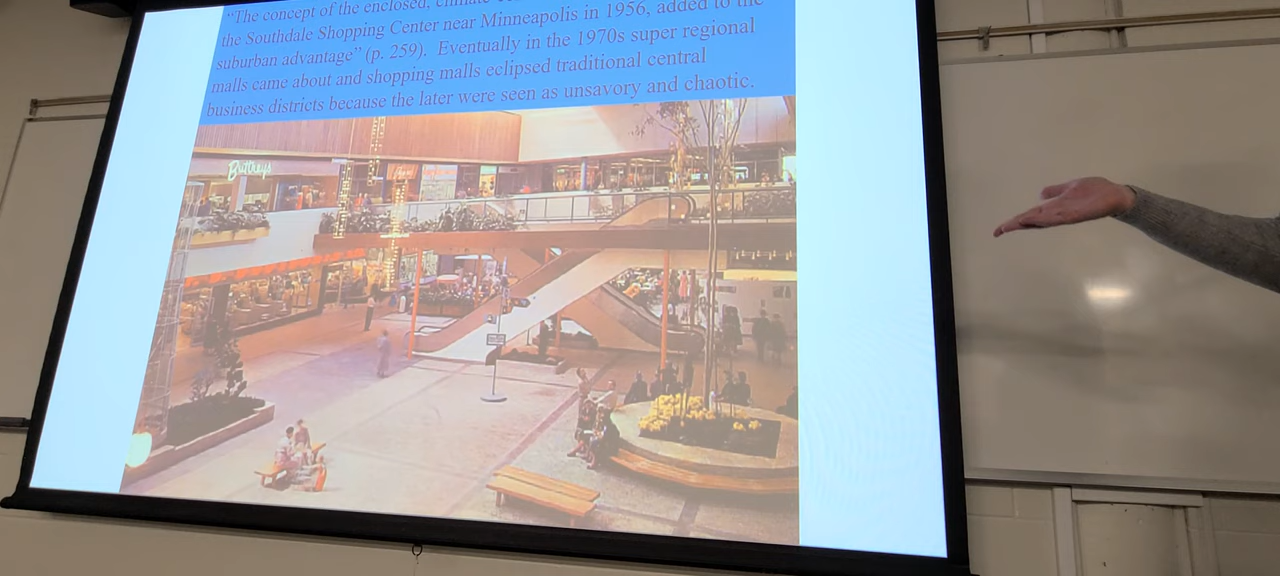 "The concept of the enclosed, climate
the Southdale Shopping Center near Minneapolis in 1956, added to the
suburban advantage" (p. 259). Eventually in the 1970s super regional
malls came about and shopping malls eclipsed traditional central
business districts because the later were seen as unsavory and chaotic.